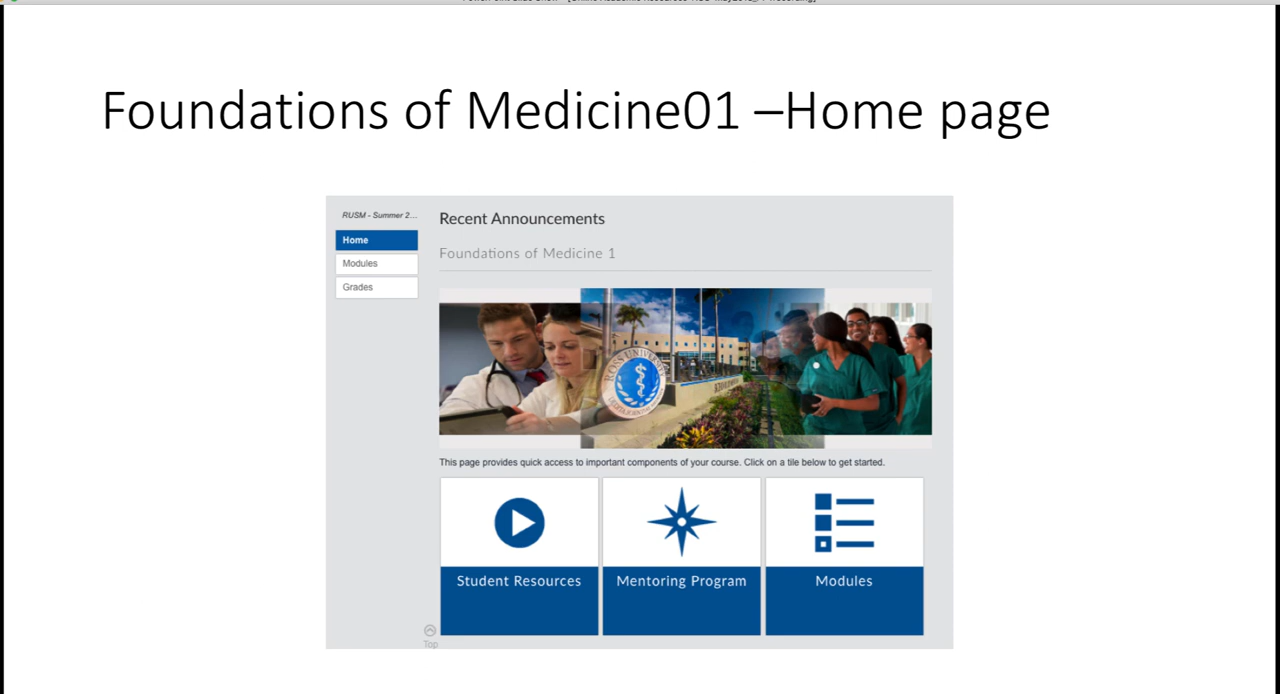 Foundations of Medicine01 –Home page
RUSM - Summer 2...
Home
Modules
Grades
Recent Announcements
Foundations of Medicine 1
ROSS UNIVERSITY
This page provides quick access to important components of your course. Click on a tile below to get started.
Student Resources
Mentoring Program
Modules
Top